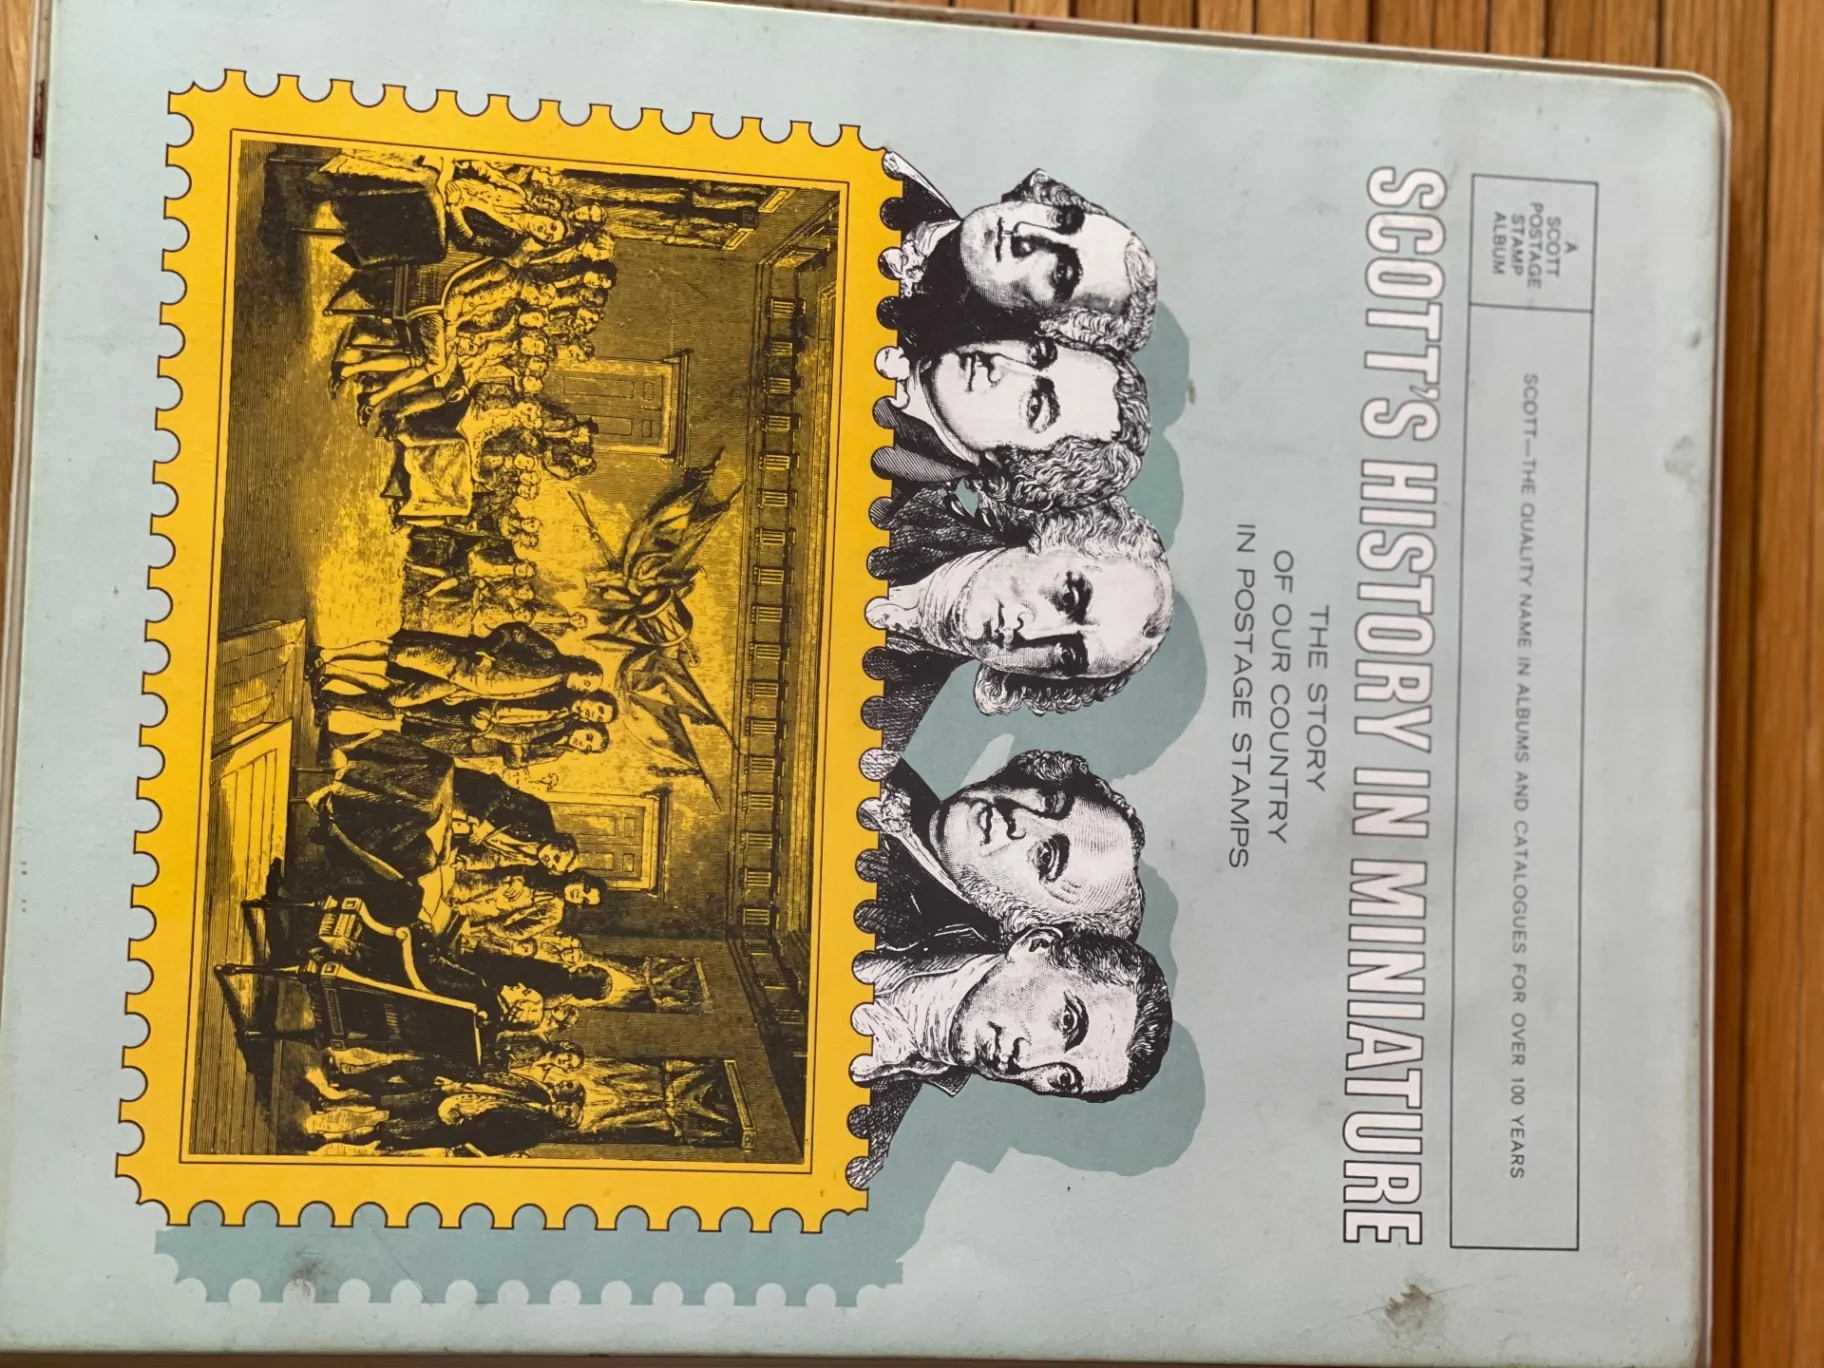 A
SCOTT
POSTAGE
STAMP
ALBUM
SCOTT—THE QUALITY NAME IN ALBUMS AND CATALOGUES FOR OVER 100 YEARS
SCOTT'S HISTORY IN MINIATURE
THE STORY
OF OUR COUNTRY
IN POSTAGE STAMPS